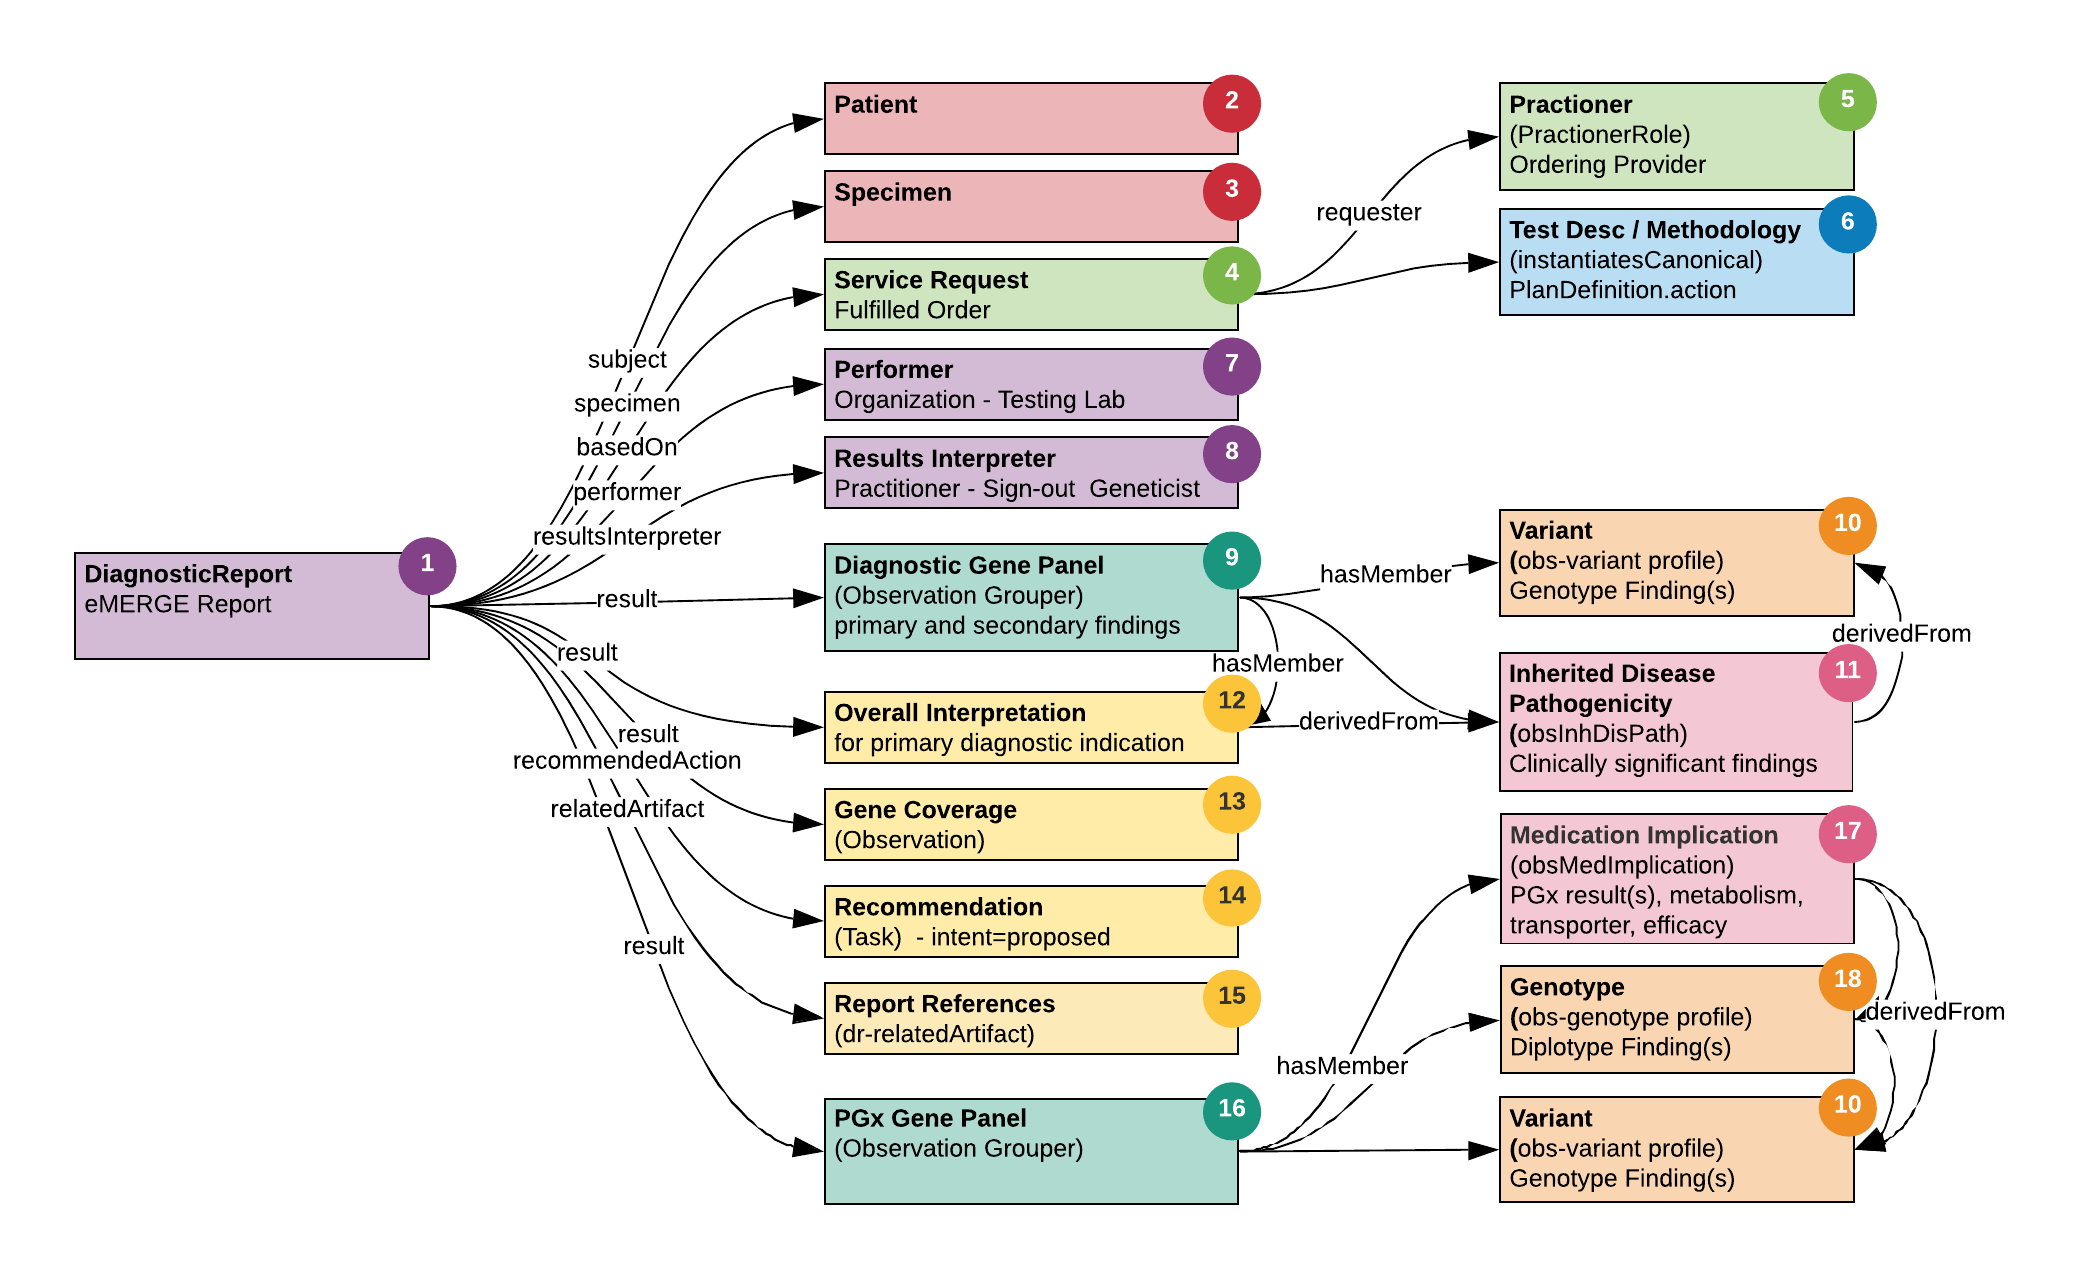 DiagnosticReport
eMERGE Report
1
subject
specimen
basedOn
performer
resultsInterpreter
result
result
result
recommendedAction
relatedArtifact
result
Patient
2
Specimen
3
Service Request
Fulfilled Order
4
Performer
Organization - Testing Lab
7
Results Interpreter
Practitioner - Sign-out  Geneticist
8
Diagnostic Gene Panel
(Observation Grouper)
primary and secondary findings
9
Overall Interpretation
for primary diagnostic indication
12
Gene Coverage
(Observation)
13
Recommendation
(Task)  - intent=proposed
14
Report References
(dr-relatedArtifact)
15
PGx Gene Panel
(Observation Grouper)
16
requester
hasMember
hasMember
derivedFrom
hasMember
Practioner
(PractionerRole)
Ordering Provider
5
Test Desc / Methodology
(instantiatesCanonical)
PlanDefinition.action
6
Variant
(obs-variant profile)
Genotype Finding(s)
10
derivedFrom
Inherited Disease
Pathogenicity
(obsInhDisPath)
Clinically significant findings
11
Medication Implication
(obsMedImplication)
PGx result(s), metabolism,
transporter, efficacy
17
Genotype
(obs-genotype profile)
Diplotype Finding(s)
18
derivedFrom
Variant
(obs-variant profile)
Genotype Finding(s)
10